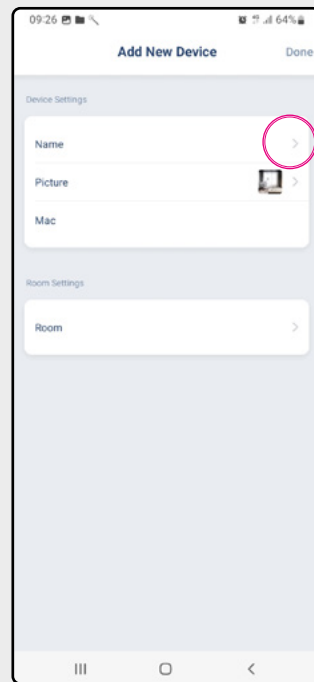 09:26 64%
Add New Device Done
Device Settings
Name
Picture
Mac
Room Settings
Room